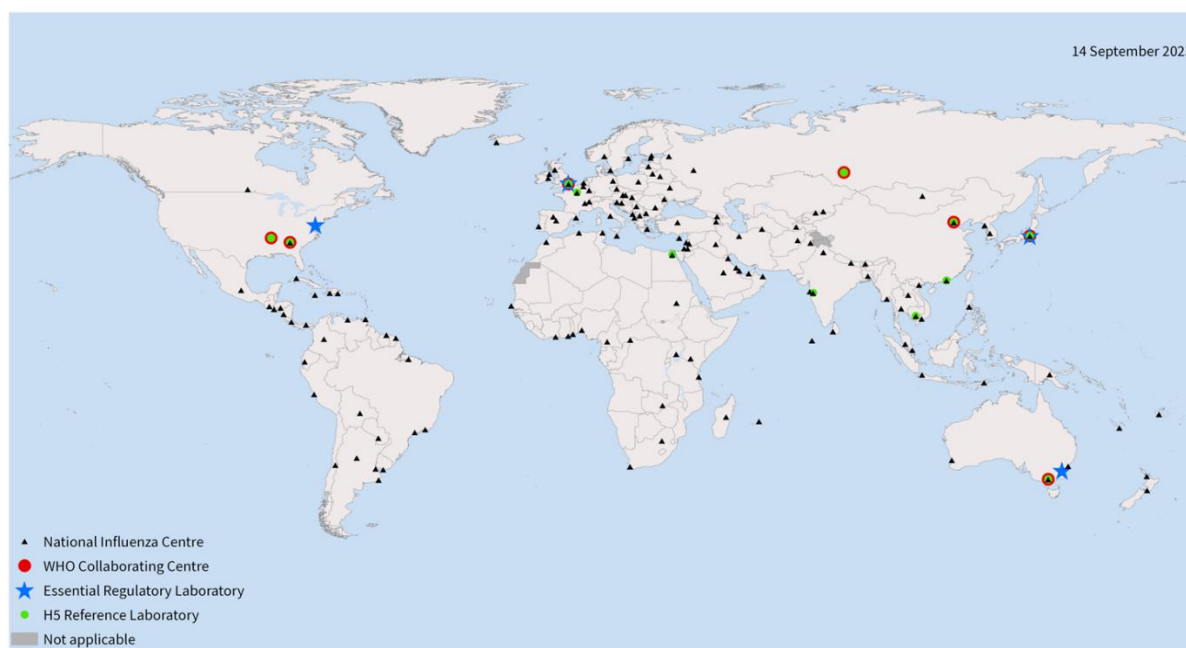 14 September 202
National Influenza Centre
WHO Collaborating Centre
Essential Regulatory Laboratory
H5 Reference Laboratory
Not applicable